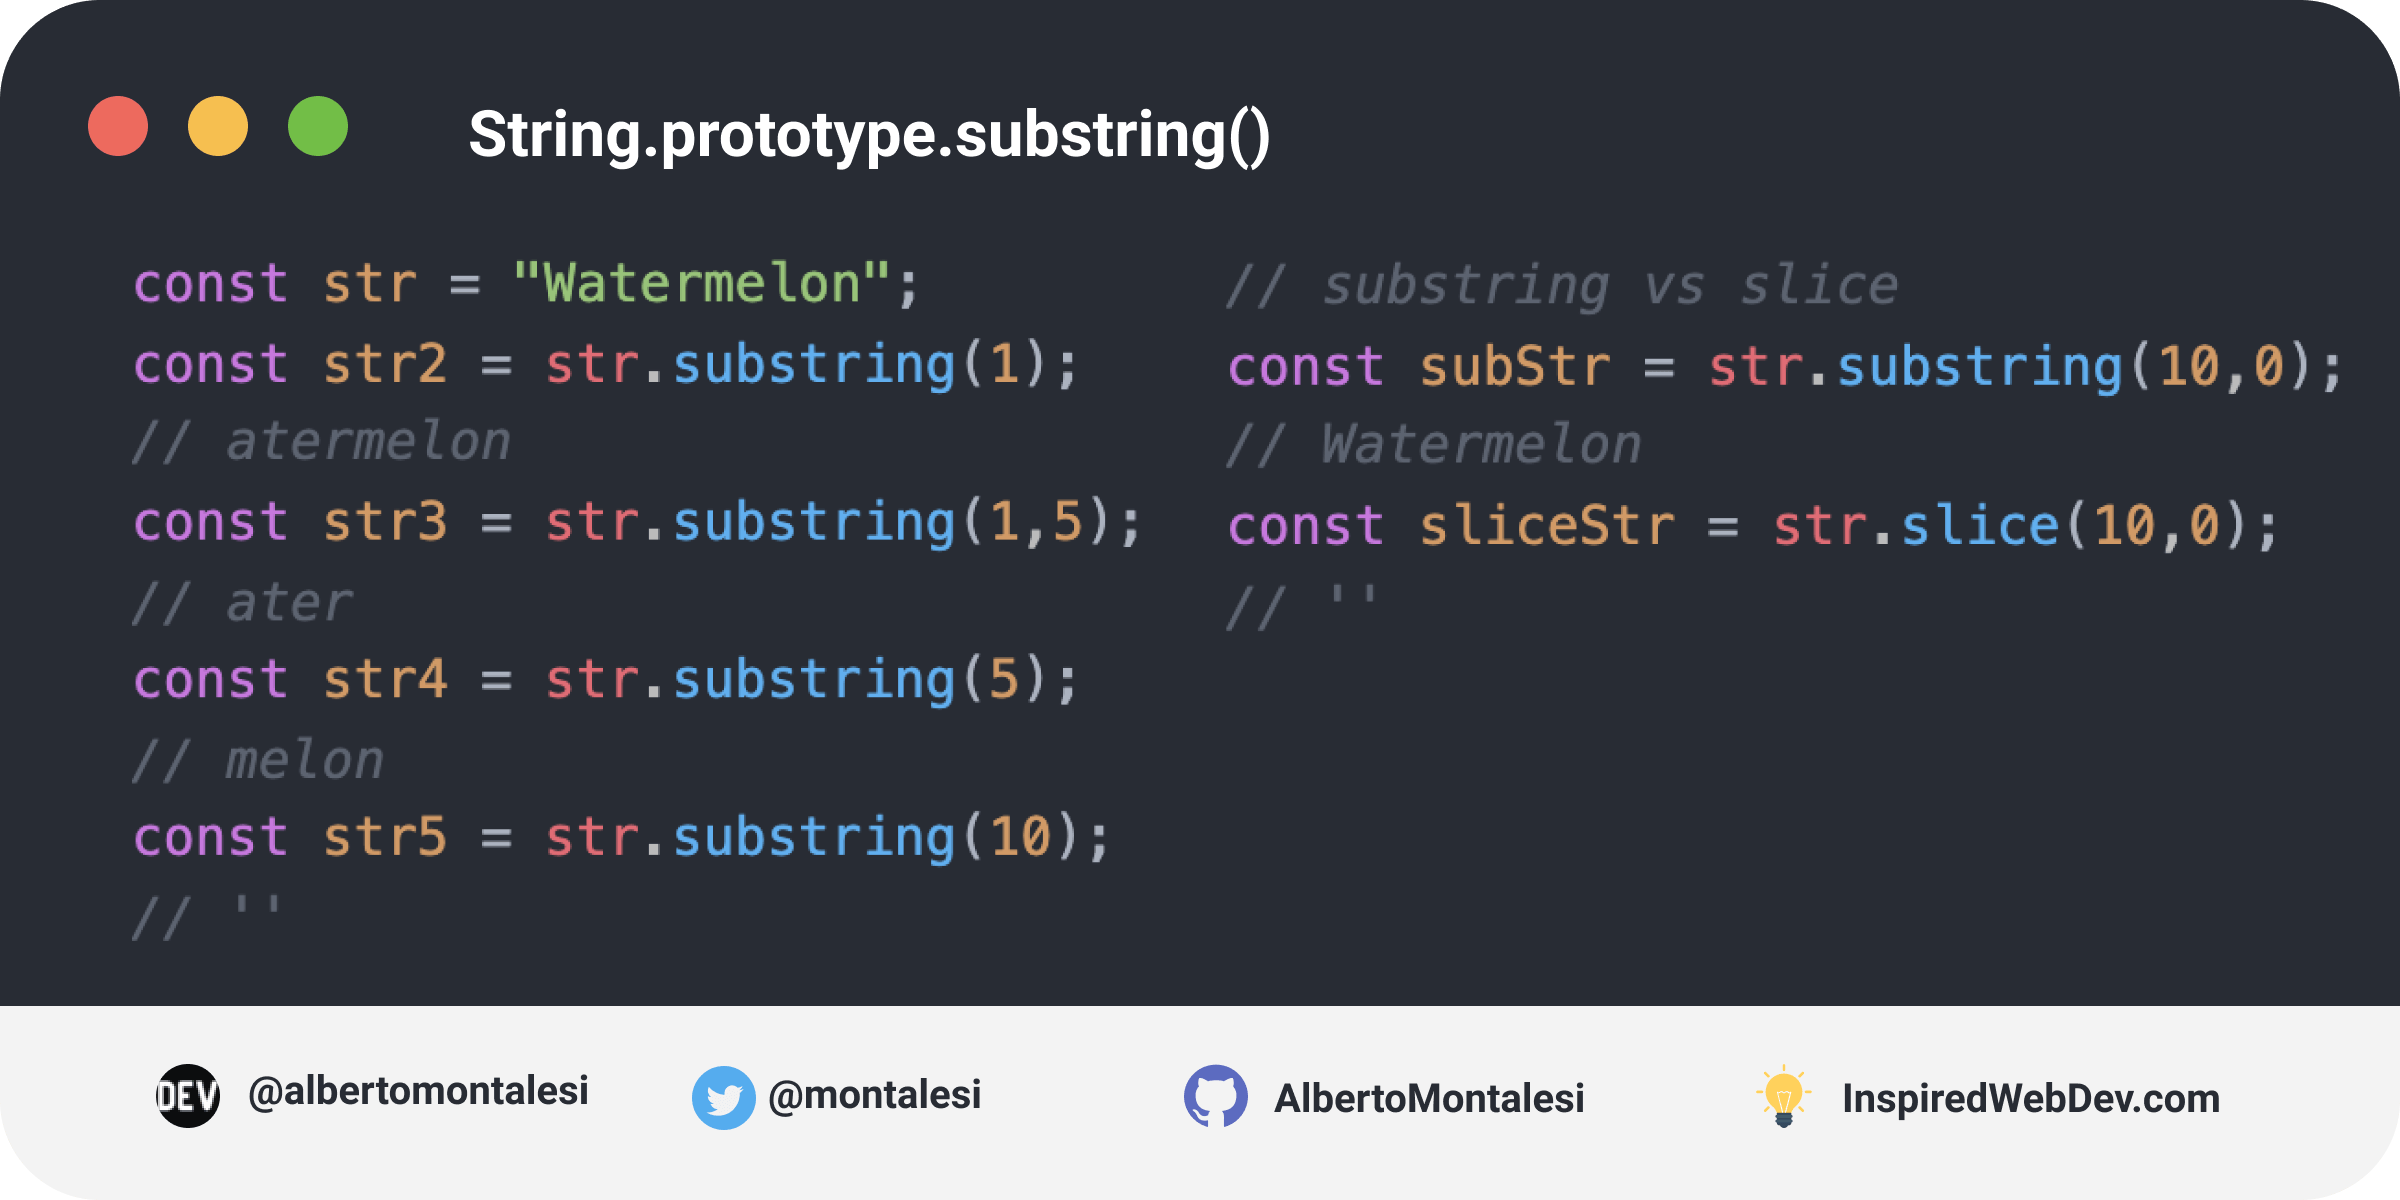 String.prototype.substring()
const str = "Watermelon";
const str2 = str.substring(1);
// atermelon
const str3 = str.substring(1,5);
// ater
const str4 = str.substring(5);
// melon
const str5 = str.substring(10);
// ''
// substring vs slice
const subStr = str.substring(10,0);
// Watermelon
const sliceStr = str.slice(10,0);
// ''
DEV @albertomontalesi
@montalesi
AlbertoMontalesi
InspiredWebDev.com